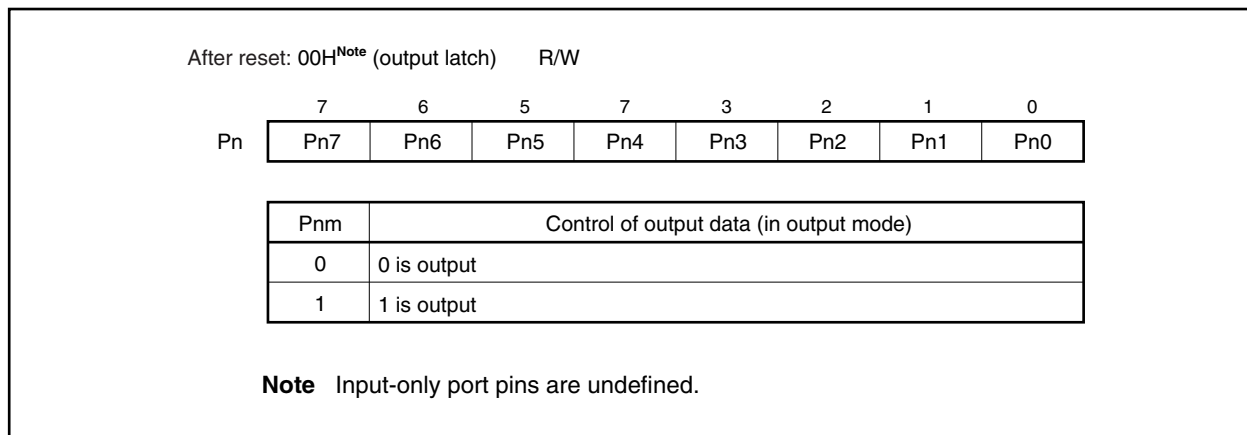 After reset: 00HNote (output latch) R/W
7 6 5 7 3 2 1 0
Pn Pn7 Pn6 Pn5 Pn4 Pn3 Pn2 Pn1 Pn0
Pnm Control of output data (in output mode)
0 0 is output
1 1 is output
Note Input-only port pins are undefined.